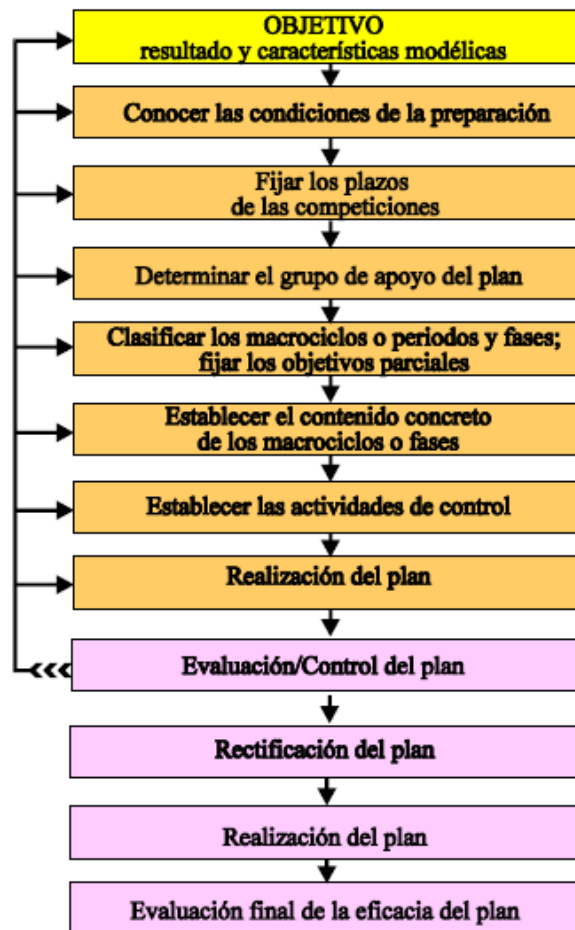 OBJETIVO
resultado y características modélicas
Conocer las condiciones de la preparación
Fijar los plazos
de las competiciones
Determinar el grupo de apoyo del plan
Clasificar los macrociclos o periodos y fases;
fijar los objetivos parciales
Establecer el contenido concreto
de los macrociclos o fases
Establecer las actividades de control
Realización del plan
Evaluación/Control del plan
Rectificación del plan
Realización del plan
Evaluación final de la eficacia del plan